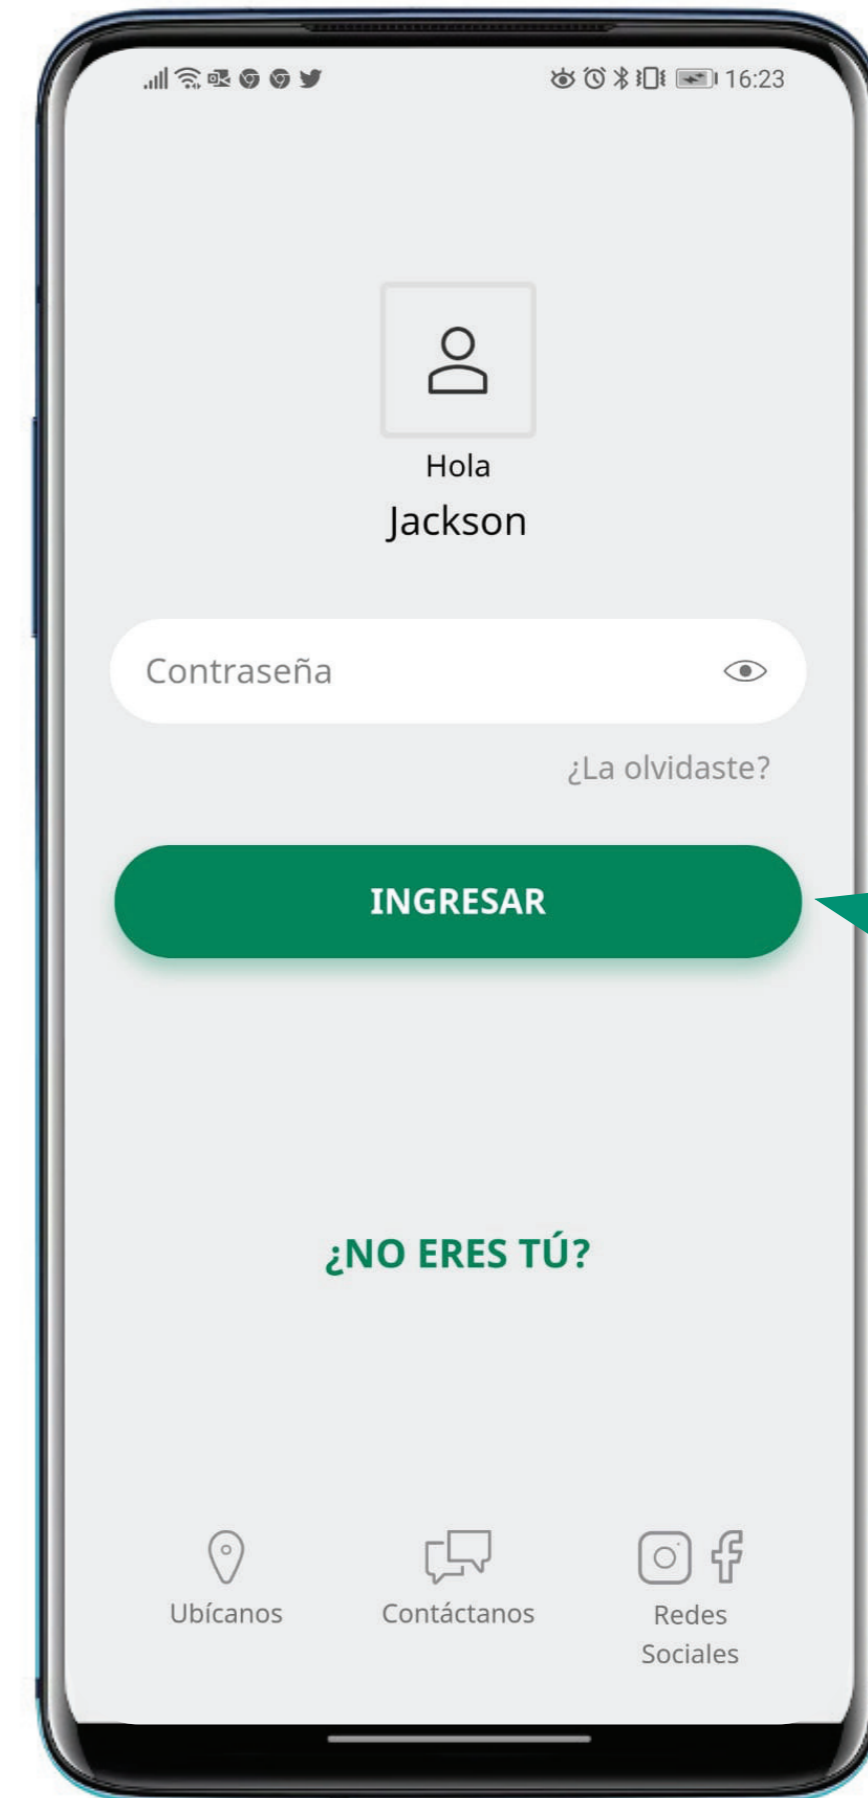 16:23
Hola
Jackson
Contraseña
¿La olvidaste?
INGRESAR
¿NO ERES TÚ?
Ubícanos
Contáctanos
Redes
Sociales